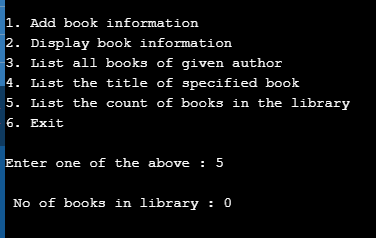 1. Add book information
2. Display book information
3. List all books of given author
4. List the title of specified book
5. List the count of books in the library
6. Exit
Enter one of the above : 5
No of books in library : 0